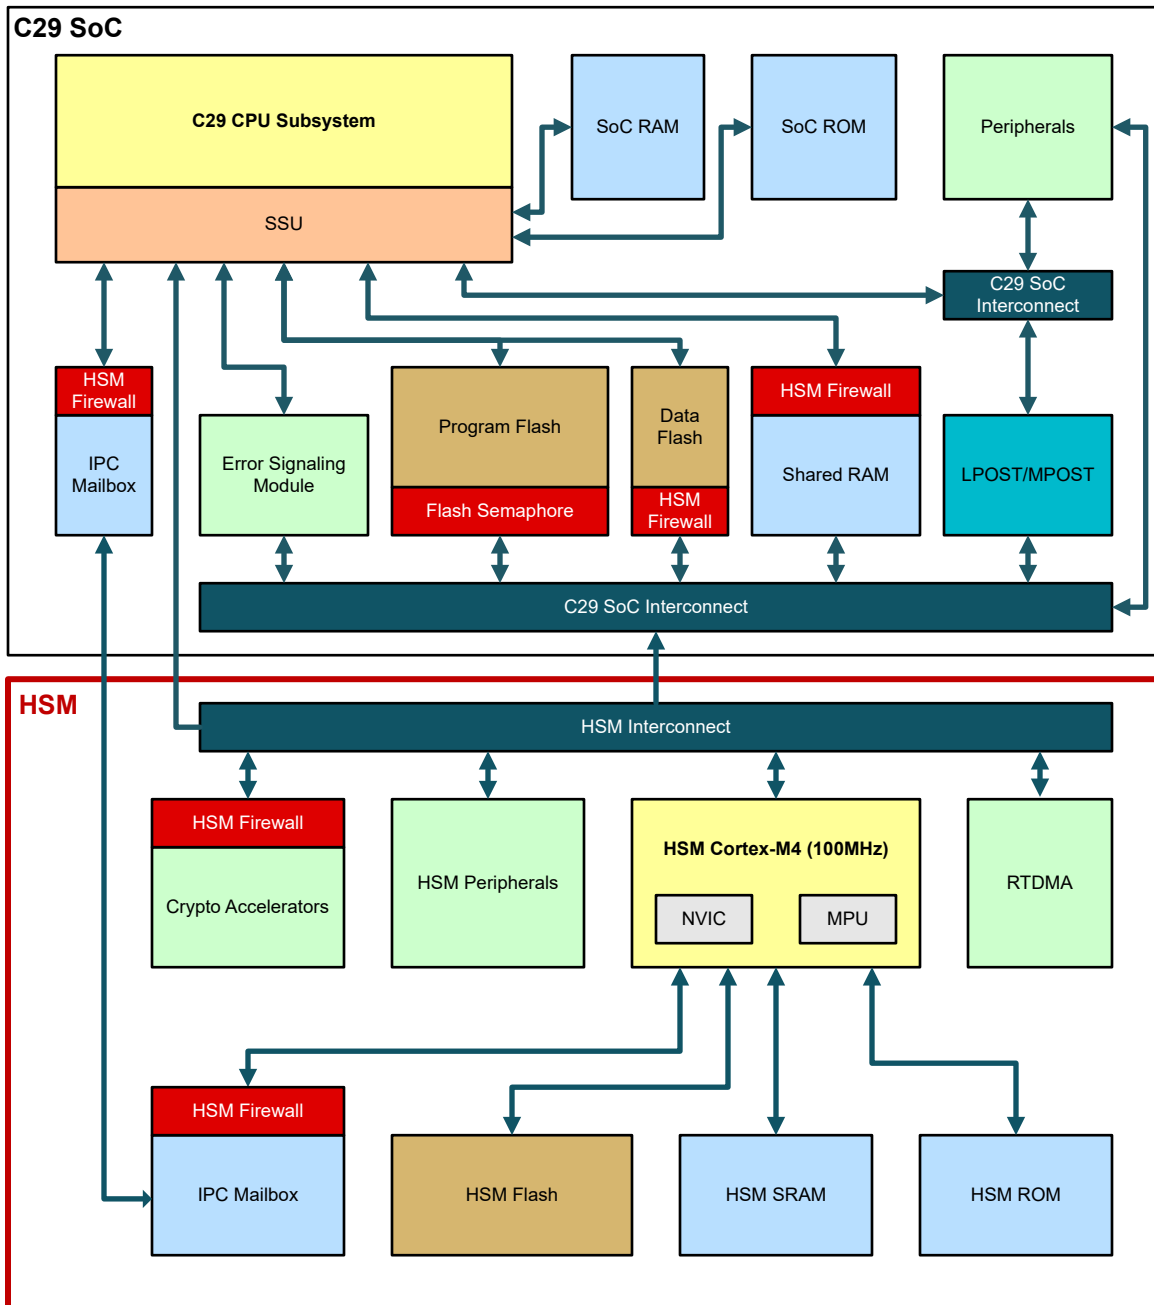 C29 SoC
C29 CPU Subsystem
SoC RAM
SoC ROM
Peripherals
SSU
C29 SoC
Interconnect
HSM
Firewall
IPC
Mailbox
Error Signaling
Module
Program Flash
Flash Semaphore
Data
Flash
HSM
Firewall
HSM Firewall
Shared RAM
LPOST/MPOST
C29 SoC Interconnect
HSM
HSM Interconnect
HSM Firewall
Crypto Accelerators
HSM Peripherals
HSM Cortex-M4 (100MHz)
NVIC
MPU
RTDMA
HSM Firewall
IPC Mailbox
HSM Flash
HSM SRAM
HSM ROM